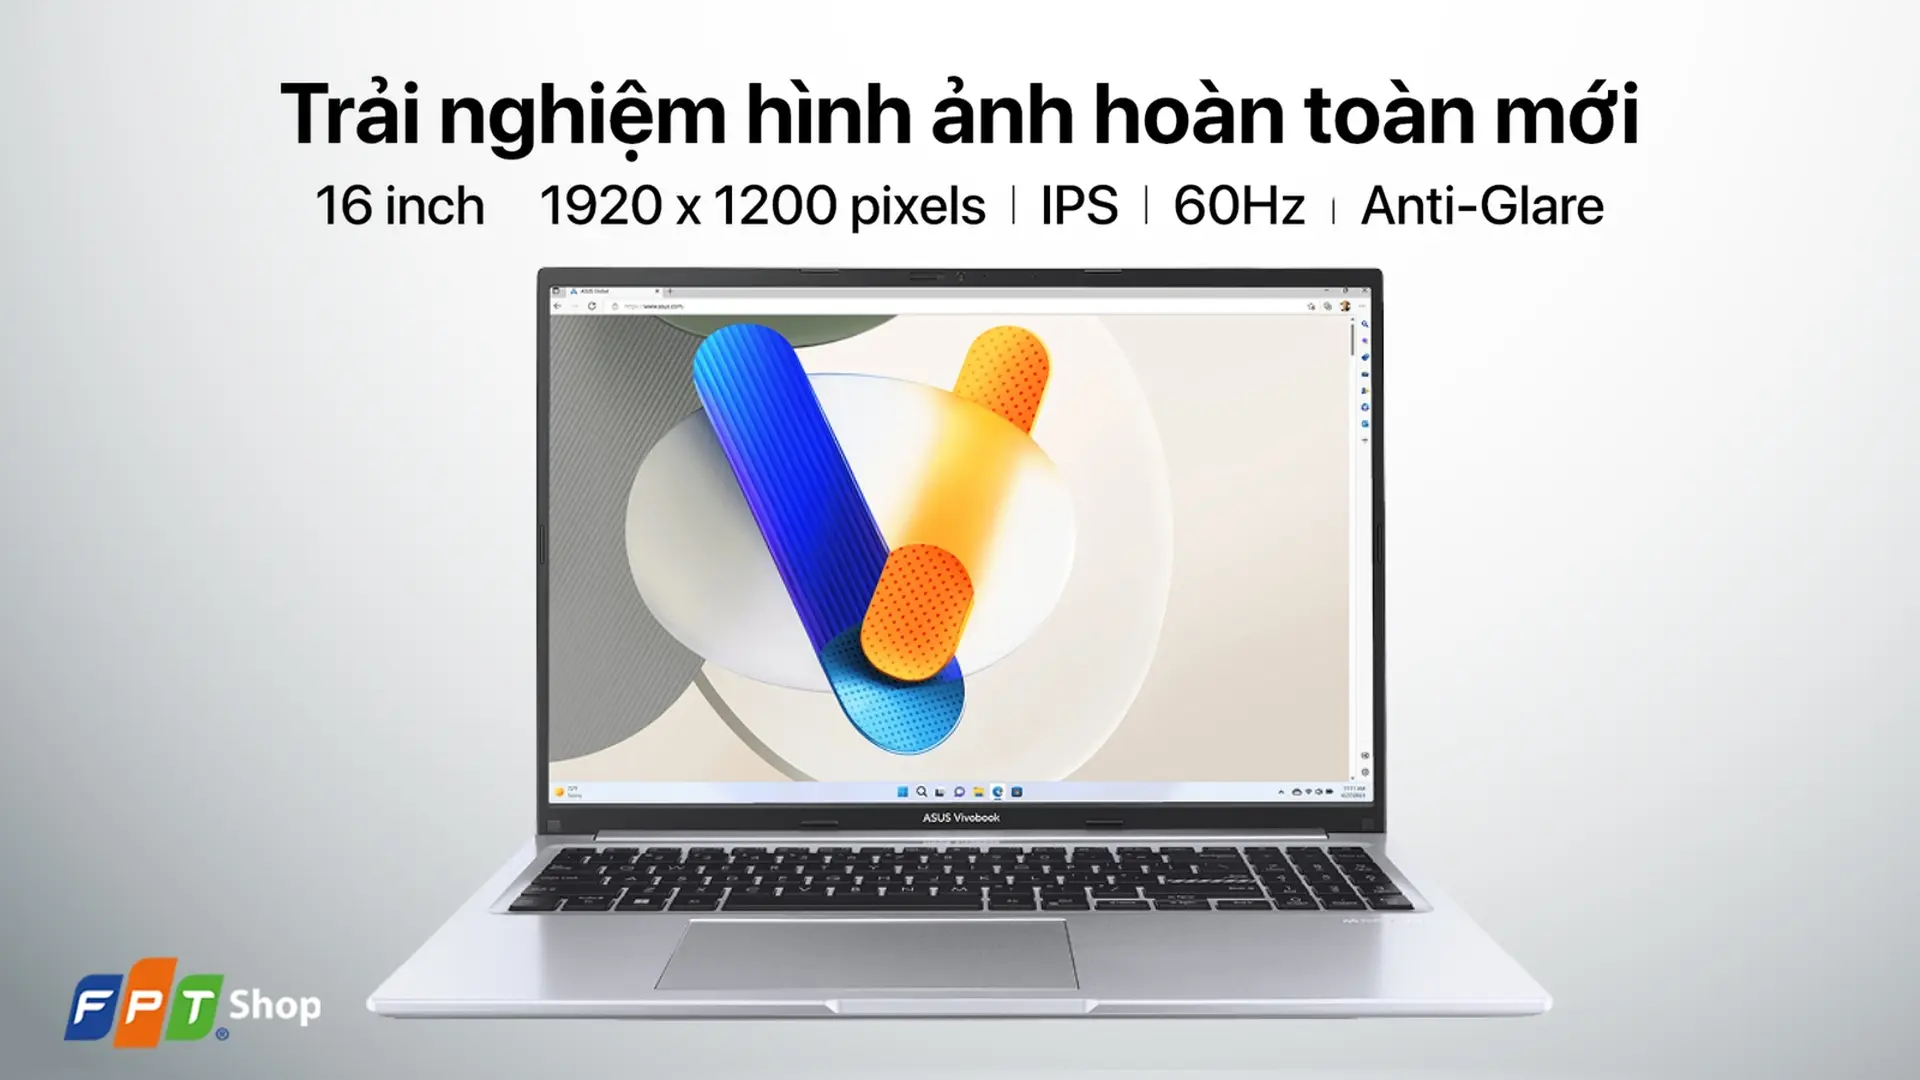 Trải nghiệm hình ảnh hoàn toàn mới
16 inch 1920 x 1200 pixels | IPS | 60Hz | Anti-Glare
ASUS Vivobook
FPT® Shop